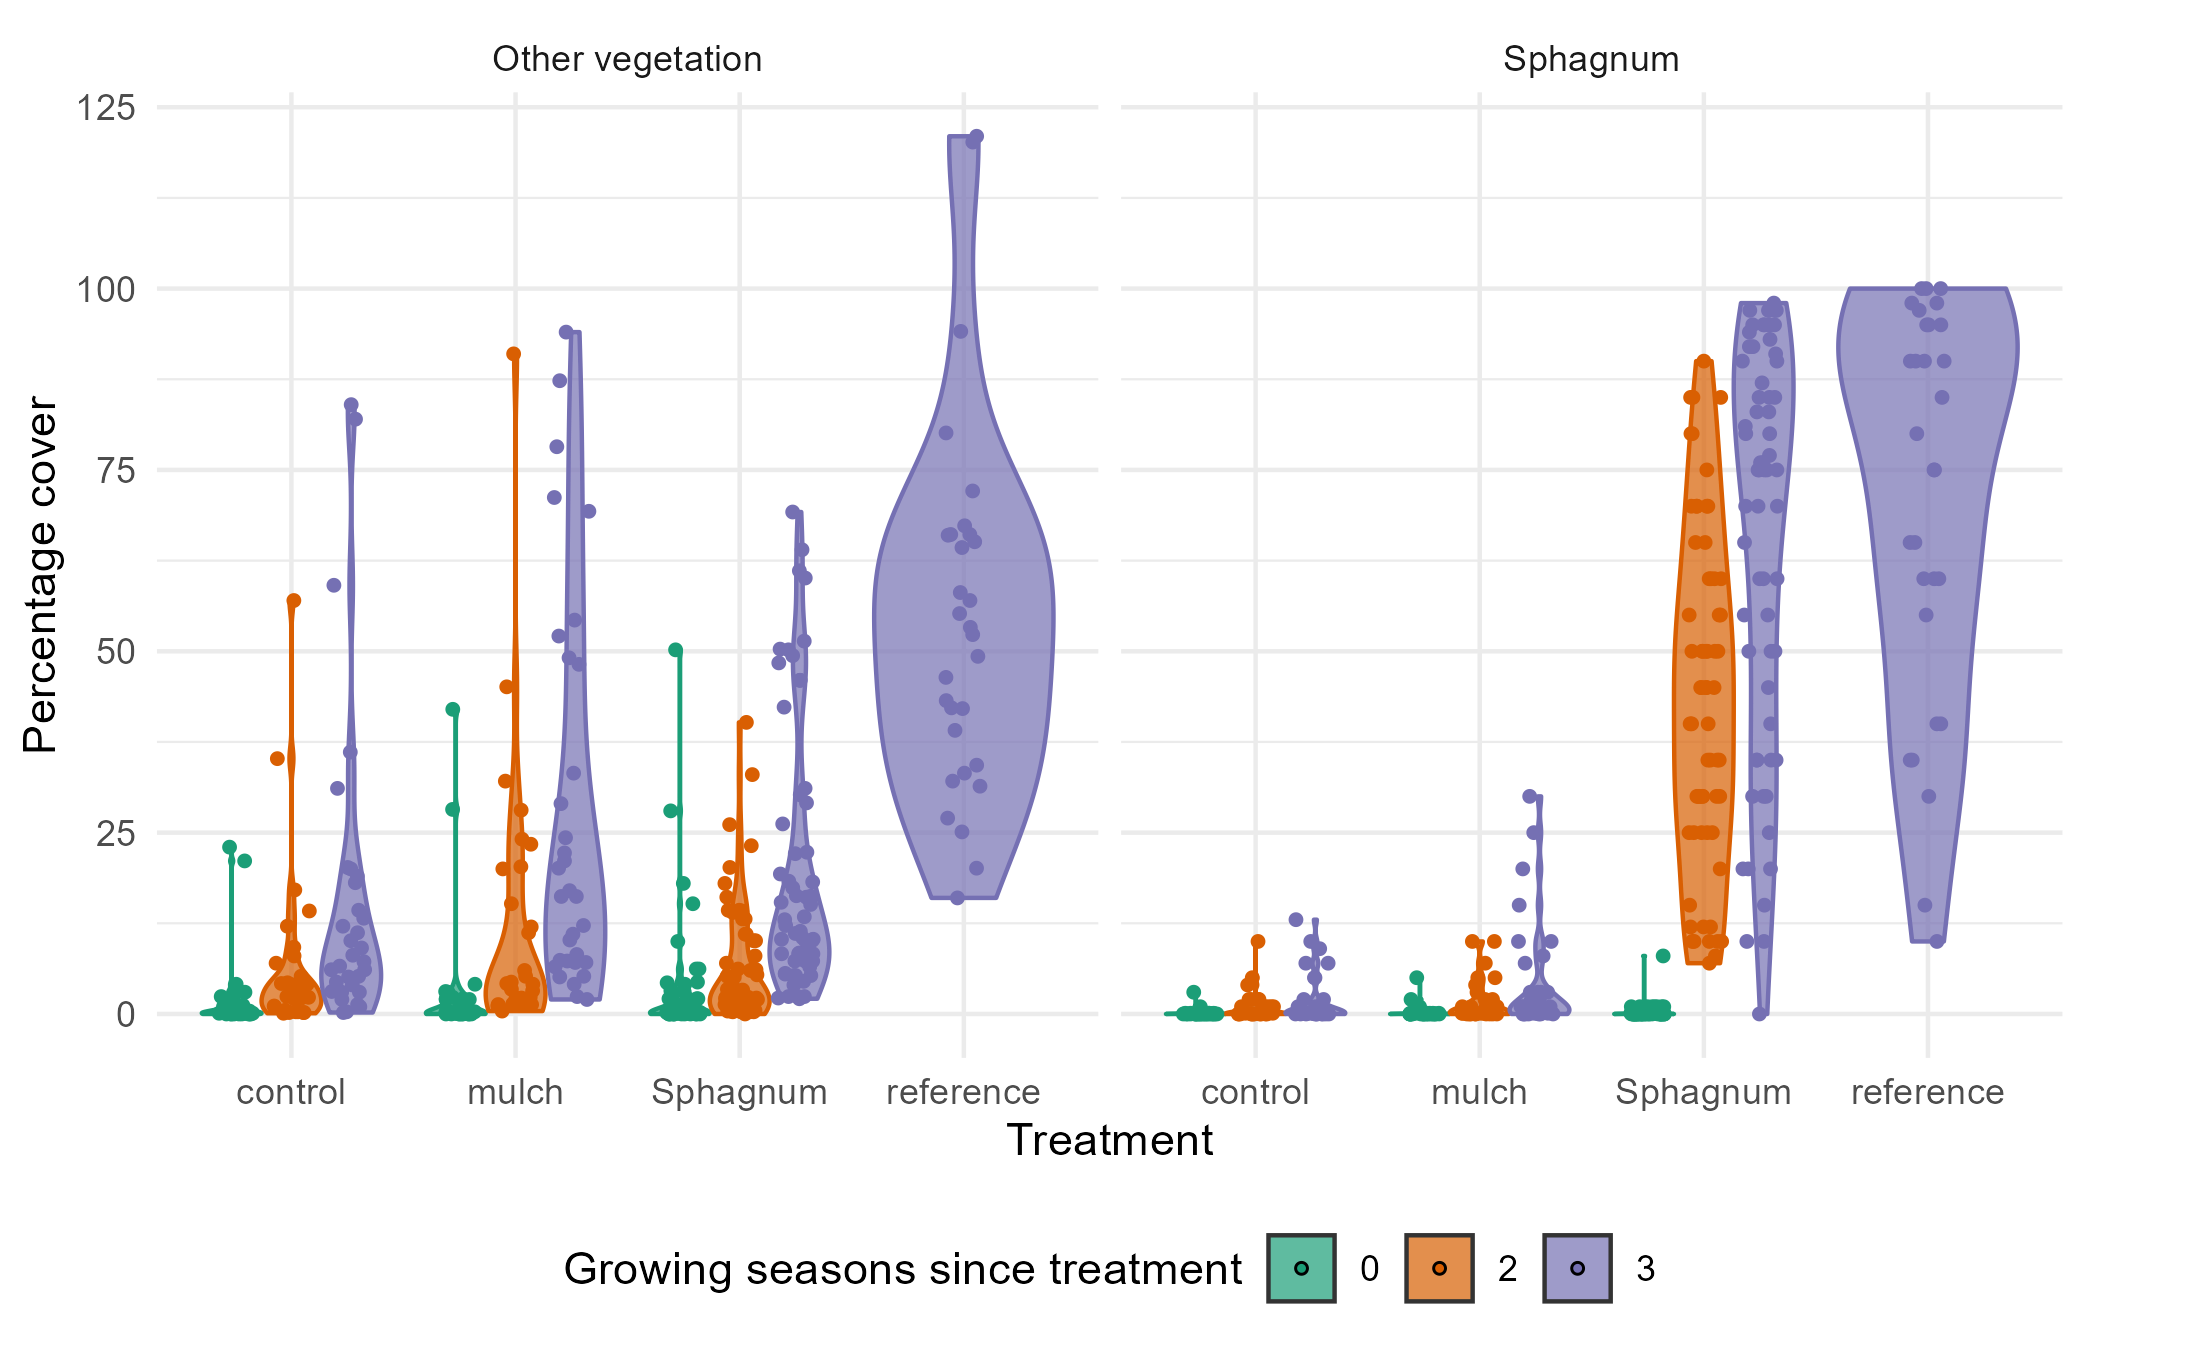 Other vegetation
Sphagnum
125
100
75
50
25
0
Percentage cover
control
mulch
Sphagnum
reference
control
mulch
Sphagnum
reference
Treatment
Growing seasons since treatment 0 2 3